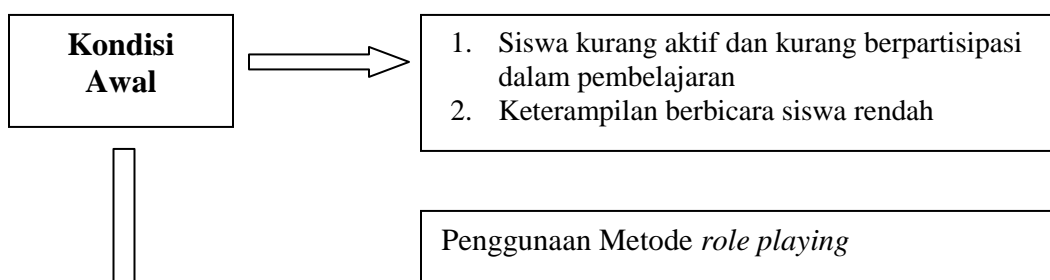 Kondisi
Awal
1. Siswa kurang aktif dan kurang berpartisipasi
dalam pembelajaran
2. Keterampilan berbicara siswa rendah
Penggunaan Metode role playing